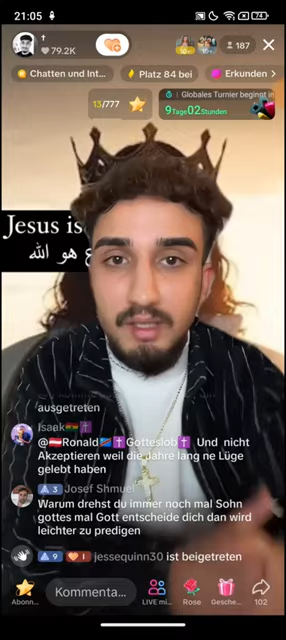 21:05
74
✝
79.2K
187
Chatten und Int...
Platz 84 bei
Erkunden >
13/777
Globales Turnier beginnt in
9Tage02Stunden
Jesus is
هو الله
ausgetreten
Isaek
@🇦🇹Ronald🇨🇩✝️Gotteslob✝️ Und nicht
Akzeptieren weil die Jahre lang ne Lüge
gelebt haben
3 Josef Shmuel
Warum drehst du immer noch mal Sohn
gottes mal Gott entscheide dich dan wird
leichter zu predigen
9 1 jessequinn30 ist beigetreten
Abonn...
Kommenta...
LIVE mi...
Rose
Gesche...
102